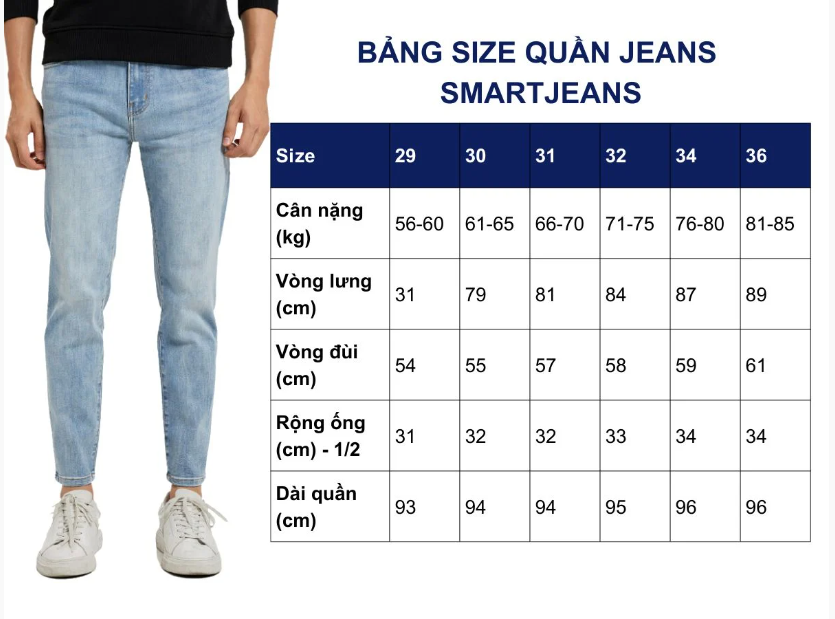 BẢNG SIZE QUẦN JEANS
SMARTJEANS
Size 29 30 31 32 34 36
Cân nặng
(kg) 56-60 61-65 66-70 71-75 76-80 81-85
Vòng lưng
(cm) 31 79 81 84 87 89
Vòng đùi
(cm) 54 55 57 58 59 61
Rộng ống
(cm) - 1/2 31 32 32 33 34 34
Dài quần
(cm) 93 94 94 95 96 96